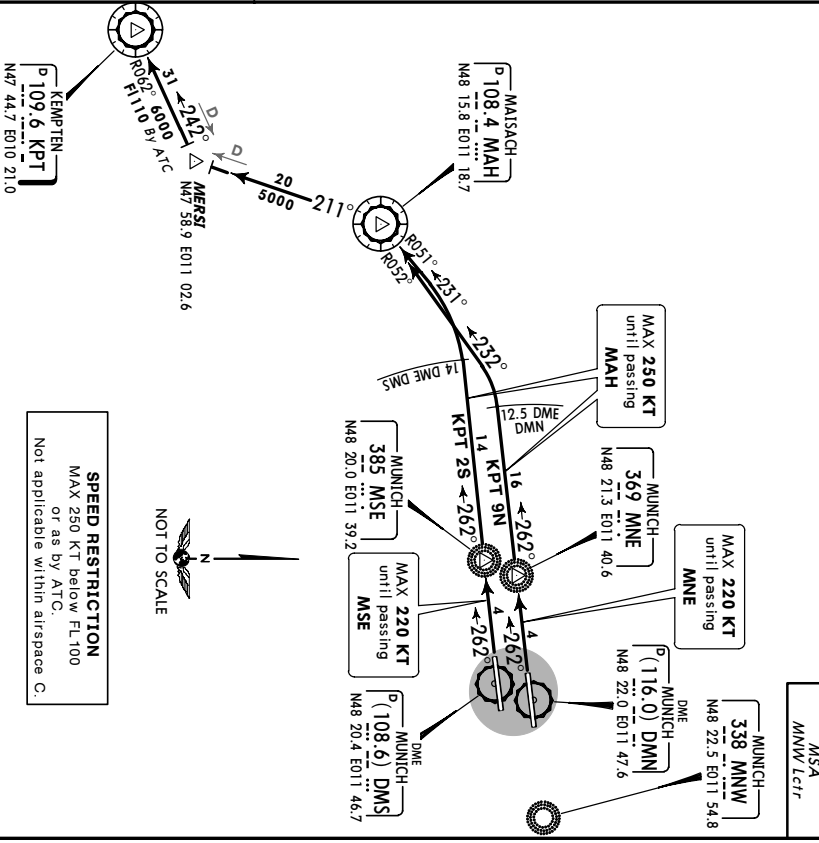 MSA
MNW Lctr
MUNICH
338 MNW
N48 22.5 E011 54.8
DME
MUNICH
D (116.0) DMN
N48 22.0 E011 47.6
DME
MUNICH
D (108.6) DMS
N48 20.4 E011 46.7
MAX 220 KT
until passing
MNE
MAX 220 KT
until passing
MSE
4
262°
4
262°
MUNICH
369 MNE
N48 21.3 E011 40.6
MUNICH
385 MSE
N48 20.0 E011 39.2
262°
16
KPT 9N
262°
14
KPT 2S
12.5 DME
DMN
14 DME DMS
MAX 250 KT
until passing
MAH
232°
231°
R051°
R052°
MAISACH
D 108.4 MAH
N48 15.8 E011 18.7
211°
20
5000
D
MERSI
N47 58.9 E011 02.6
D
242°
31
R062°
6000
Fl110 By ATC
KEMPTEN
D 109.6 KPT
N47 44.7 E010 21.0
N
NOT TO SCALE
SPEED RESTRICTION
MAX 250 KT below FL100
or as by ATC.
Not applicable within airspace C.